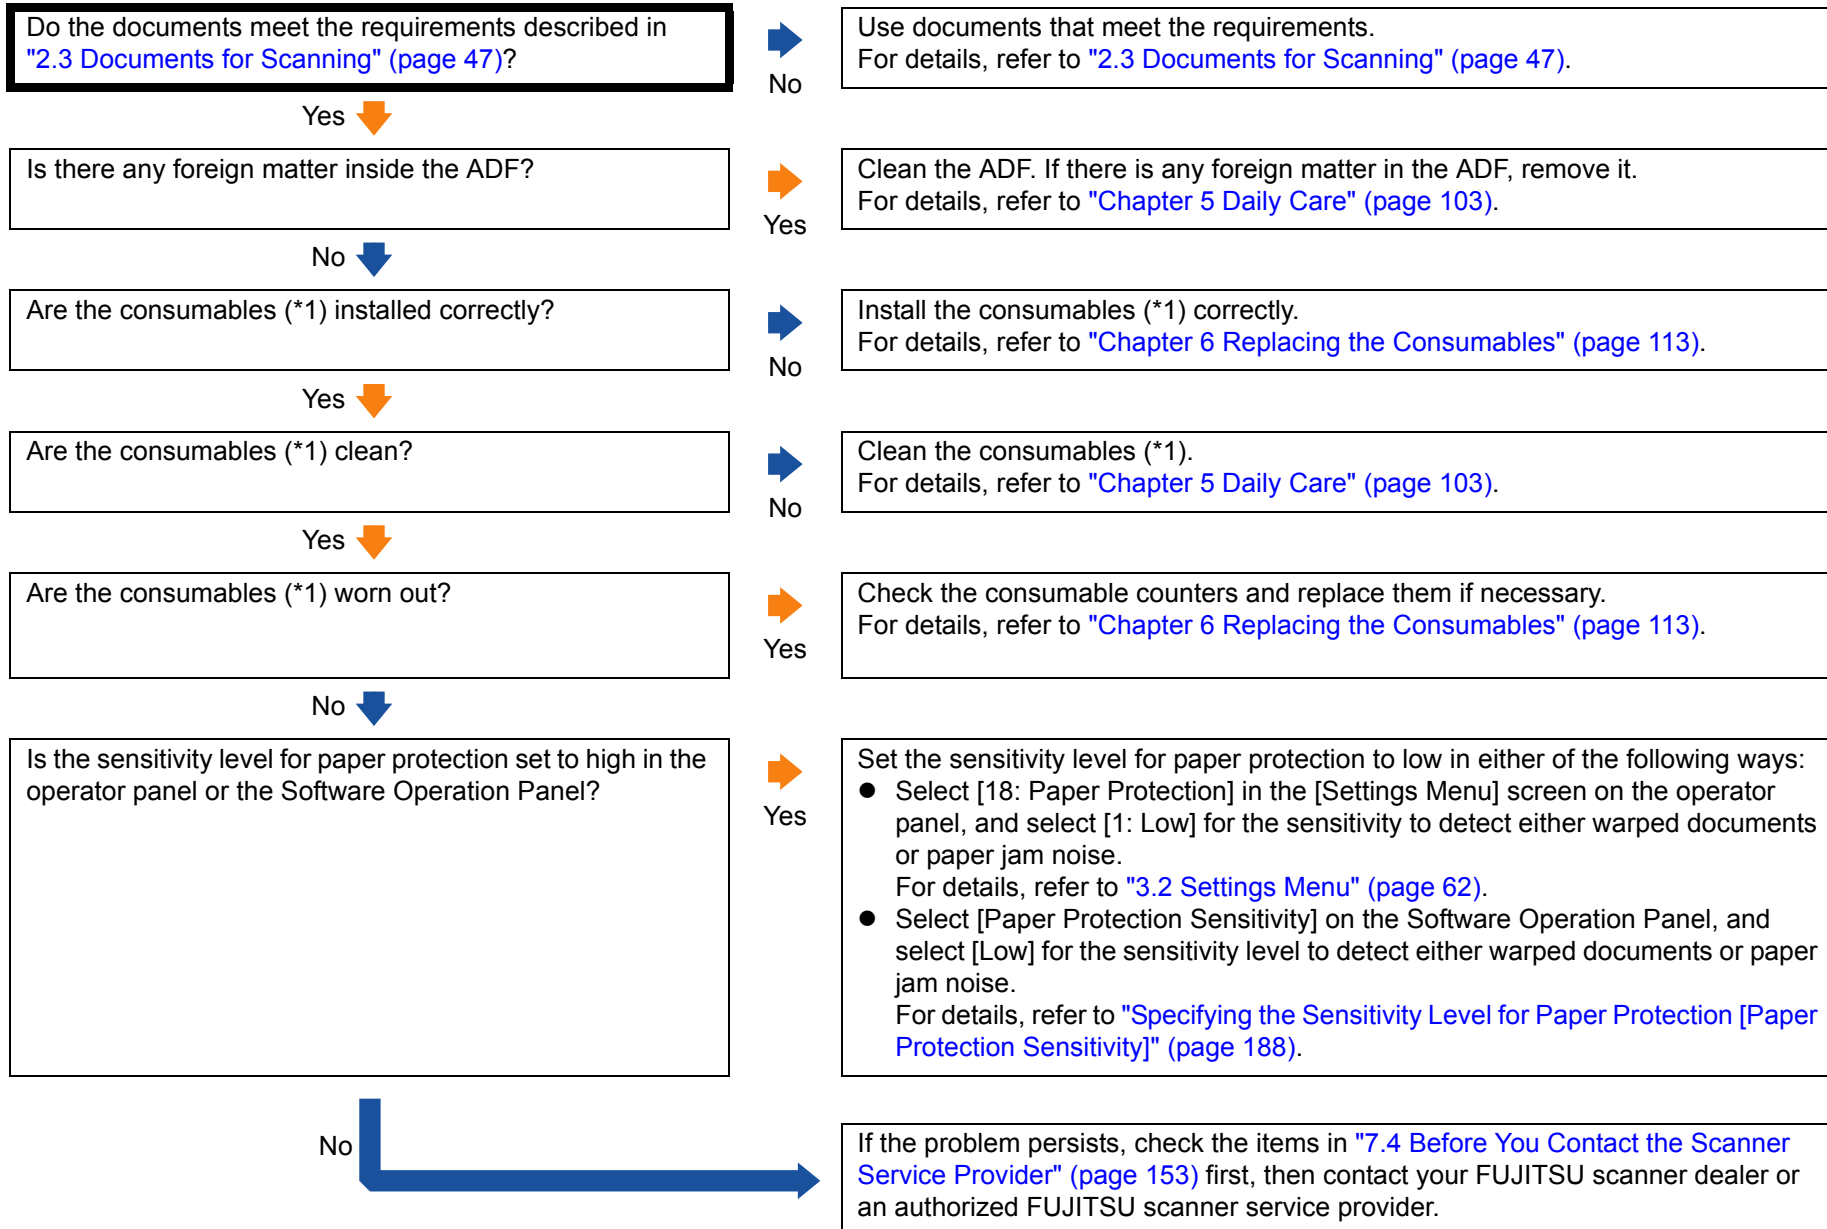 Do the documents meet the requirements described in
"2.3 Documents for Scanning" (page 47)?
No
Use documents that meet the requirements.
For details, refer to "2.3 Documents for Scanning" (page 47).
Yes
Is there any foreign matter inside the ADF?
Yes
Clean the ADF. If there is any foreign matter in the ADF, remove it.
For details, refer to "Chapter 5 Daily Care" (page 103).
No
Are the consumables (*1) installed correctly?
No
Install the consumables (*1) correctly.
For details, refer to "Chapter 6 Replacing the Consumables" (page 113).
Yes
Are the consumables (*1) clean?
No
Clean the consumables (*1).
For details, refer to "Chapter 5 Daily Care" (page 103).
Yes
Are the consumables (*1) worn out?
Yes
Check the consumable counters and replace them if necessary.
For details, refer to "Chapter 6 Replacing the Consumables" (page 113).
No
Is the sensitivity level for paper protection set to high in the
operator panel or the Software Operation Panel?
Yes
Set the sensitivity level for paper protection to low in either of the following ways:
● Select [18: Paper Protection] in the [Settings Menu] screen on the operator
panel, and select [1: Low] for the sensitivity to detect either warped documents
or paper jam noise.
For details, refer to "3.2 Settings Menu" (page 62).
● Select [Paper Protection Sensitivity] on the Software Operation Panel, and
select [Low] for the sensitivity level to detect either warped documents or paper
jam noise.
For details, refer to "Specifying the Sensitivity Level for Paper Protection [Paper
Protection Sensitivity]" (page 188).
No
If the problem persists, check the items in "7.4 Before You Contact the Scanner
Service Provider" (page 153) first, then contact your FUJITSU scanner dealer or
an authorized FUJITSU scanner service provider.